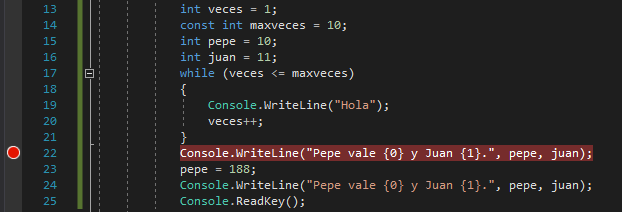 13 int veces = 1;
14 const int maxveces = 10;
15 int pepe = 10;
16 int juan = 11;
17 while (veces <= maxveces)
18 {
19 Console.WriteLine("Hola");
20 veces++;
21 }
22 Console.WriteLine("Pepe vale {0} y Juan {1}.", pepe, juan);
23 pepe = 188;
24 Console.WriteLine("Pepe vale {0} y Juan {1}.", pepe, juan);
25 Console.ReadKey();